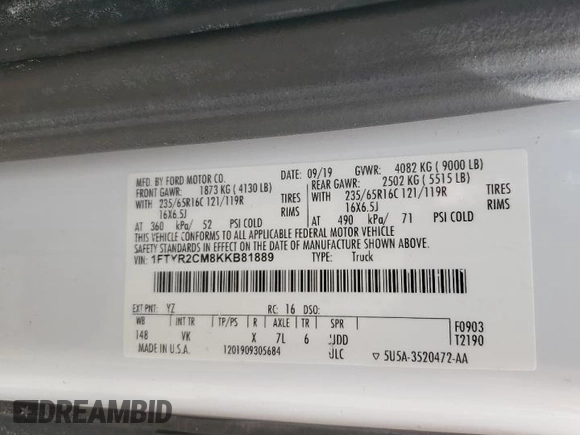 MFD. BY FORD MOTOR CO. DATE: 09/19 GVWR: 4082 KG ( 9000 LB)
FRONT GAWR: 1873 KG ( 4130 LB) REAR GAWR: 2502 KG ( 5515 LB)
WITH 235/65R16C 121/119R TIRES WITH 235/65R16C 121/119R TIRES
16X6.5J RIMS 16X6.5J RIMS
AT 360 kPa/ 52 PSI COLD AT 490 kPa/ 71 PSI COLD
THIS VEHICLE CONFORMS TO ALL APPLICABLE FEDERAL MOTOR VEHICLE
SAFETY STANDARDS IN EFFECT ON THE DATE OF MANUFACTURE SHOWN ABOVE.
VIN: 1FTYR2CM8KKB81889 TYPE: Truck
EXT PNT: YZ RC: 16 DSO:
WB INT TR TP/PS R AXLE TR SPR F0903
148 VK X 7L 6 JJDD T2190
MADE IN U.S.A. 1201909305684 JLC ▽ 5U5A-3520472-AA
DREAMBID